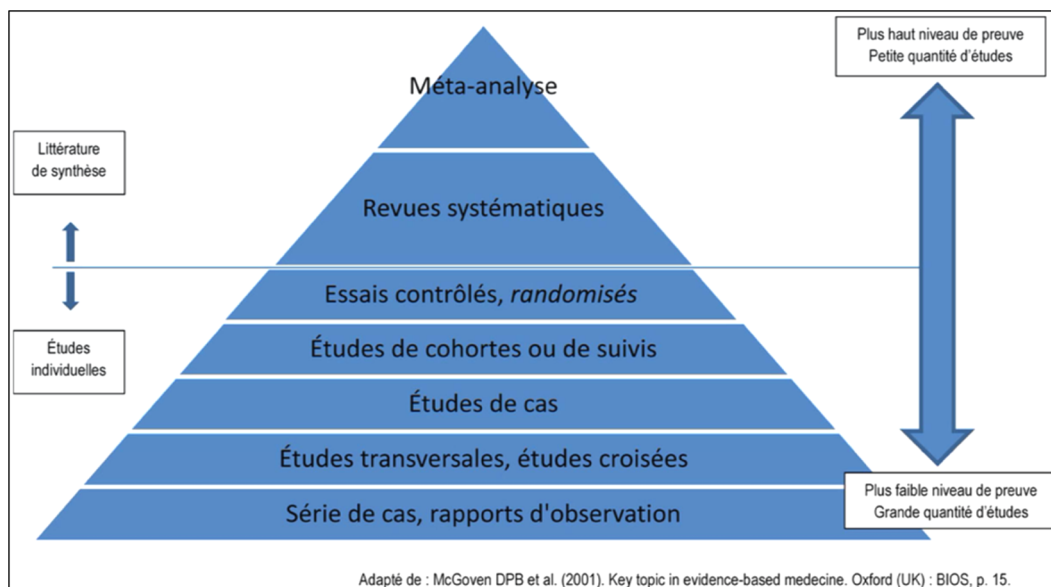 Méta-analyse
Revues systématiques
Essais contrôlés, randomisés
Études de cohortes ou de suivis
Études de cas
Études transversales, études croisées
Série de cas, rapports d'observation
Littérature
de synthèse
Études
individuelles
Plus haut niveau de preuve
Petite quantité d'études
Plus faible niveau de preuve
Grande quantité d'études
Adapté de : McGoven DPB et al. (2001). Key topic in evidence-based medecine. Oxford (UK) : BIOS, p. 15.